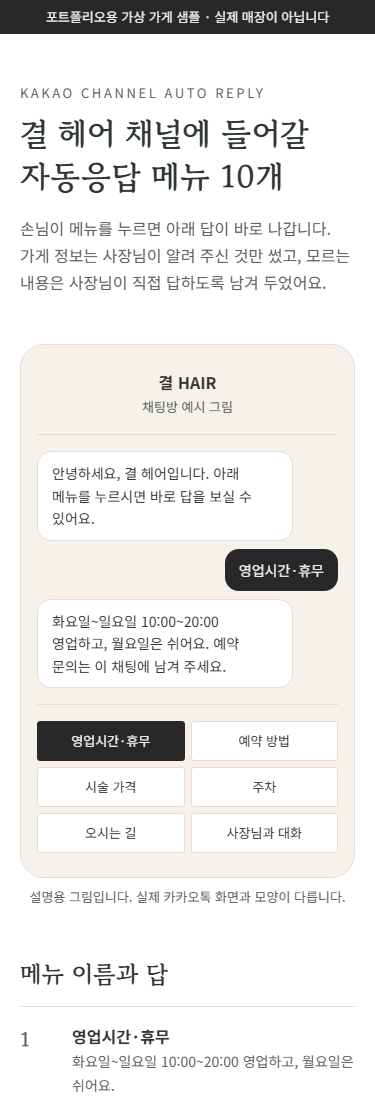 포트폴리오용 가상 가게 샘플 · 실제 매장이 아닙니다
KAKAO CHANNEL AUTO REPLY
결 헤어 채널에 들어갈
자동응답 메뉴 10개
손님이 메뉴를 누르면 아래 답이 바로 나갑니다.
가게 정보는 사장님이 알려 주신 것만 썼고, 모르는
내용은 사장님이 직접 답하도록 남겨 두었어요.
결 HAIR
채팅방 예시 그림
안녕하세요, 결 헤어입니다. 아래
메뉴를 누르시면 바로 답을 보실 수
있어요.
영업시간·휴무
화요일~일요일 10:00~20:00
영업하고, 월요일은 쉬어요. 예약
문의는 이 채팅에 남겨 주세요.
영업시간·휴무
예약 방법
시술 가격
주차
오시는 길
사장님과 대화
설명용 그림입니다. 실제 카카오톡 화면과 모양이 다릅니다.
메뉴 이름과 답
1
영업시간·휴무
화요일~일요일 10:00~20:00 영업하고, 월요일은
쉬어요.